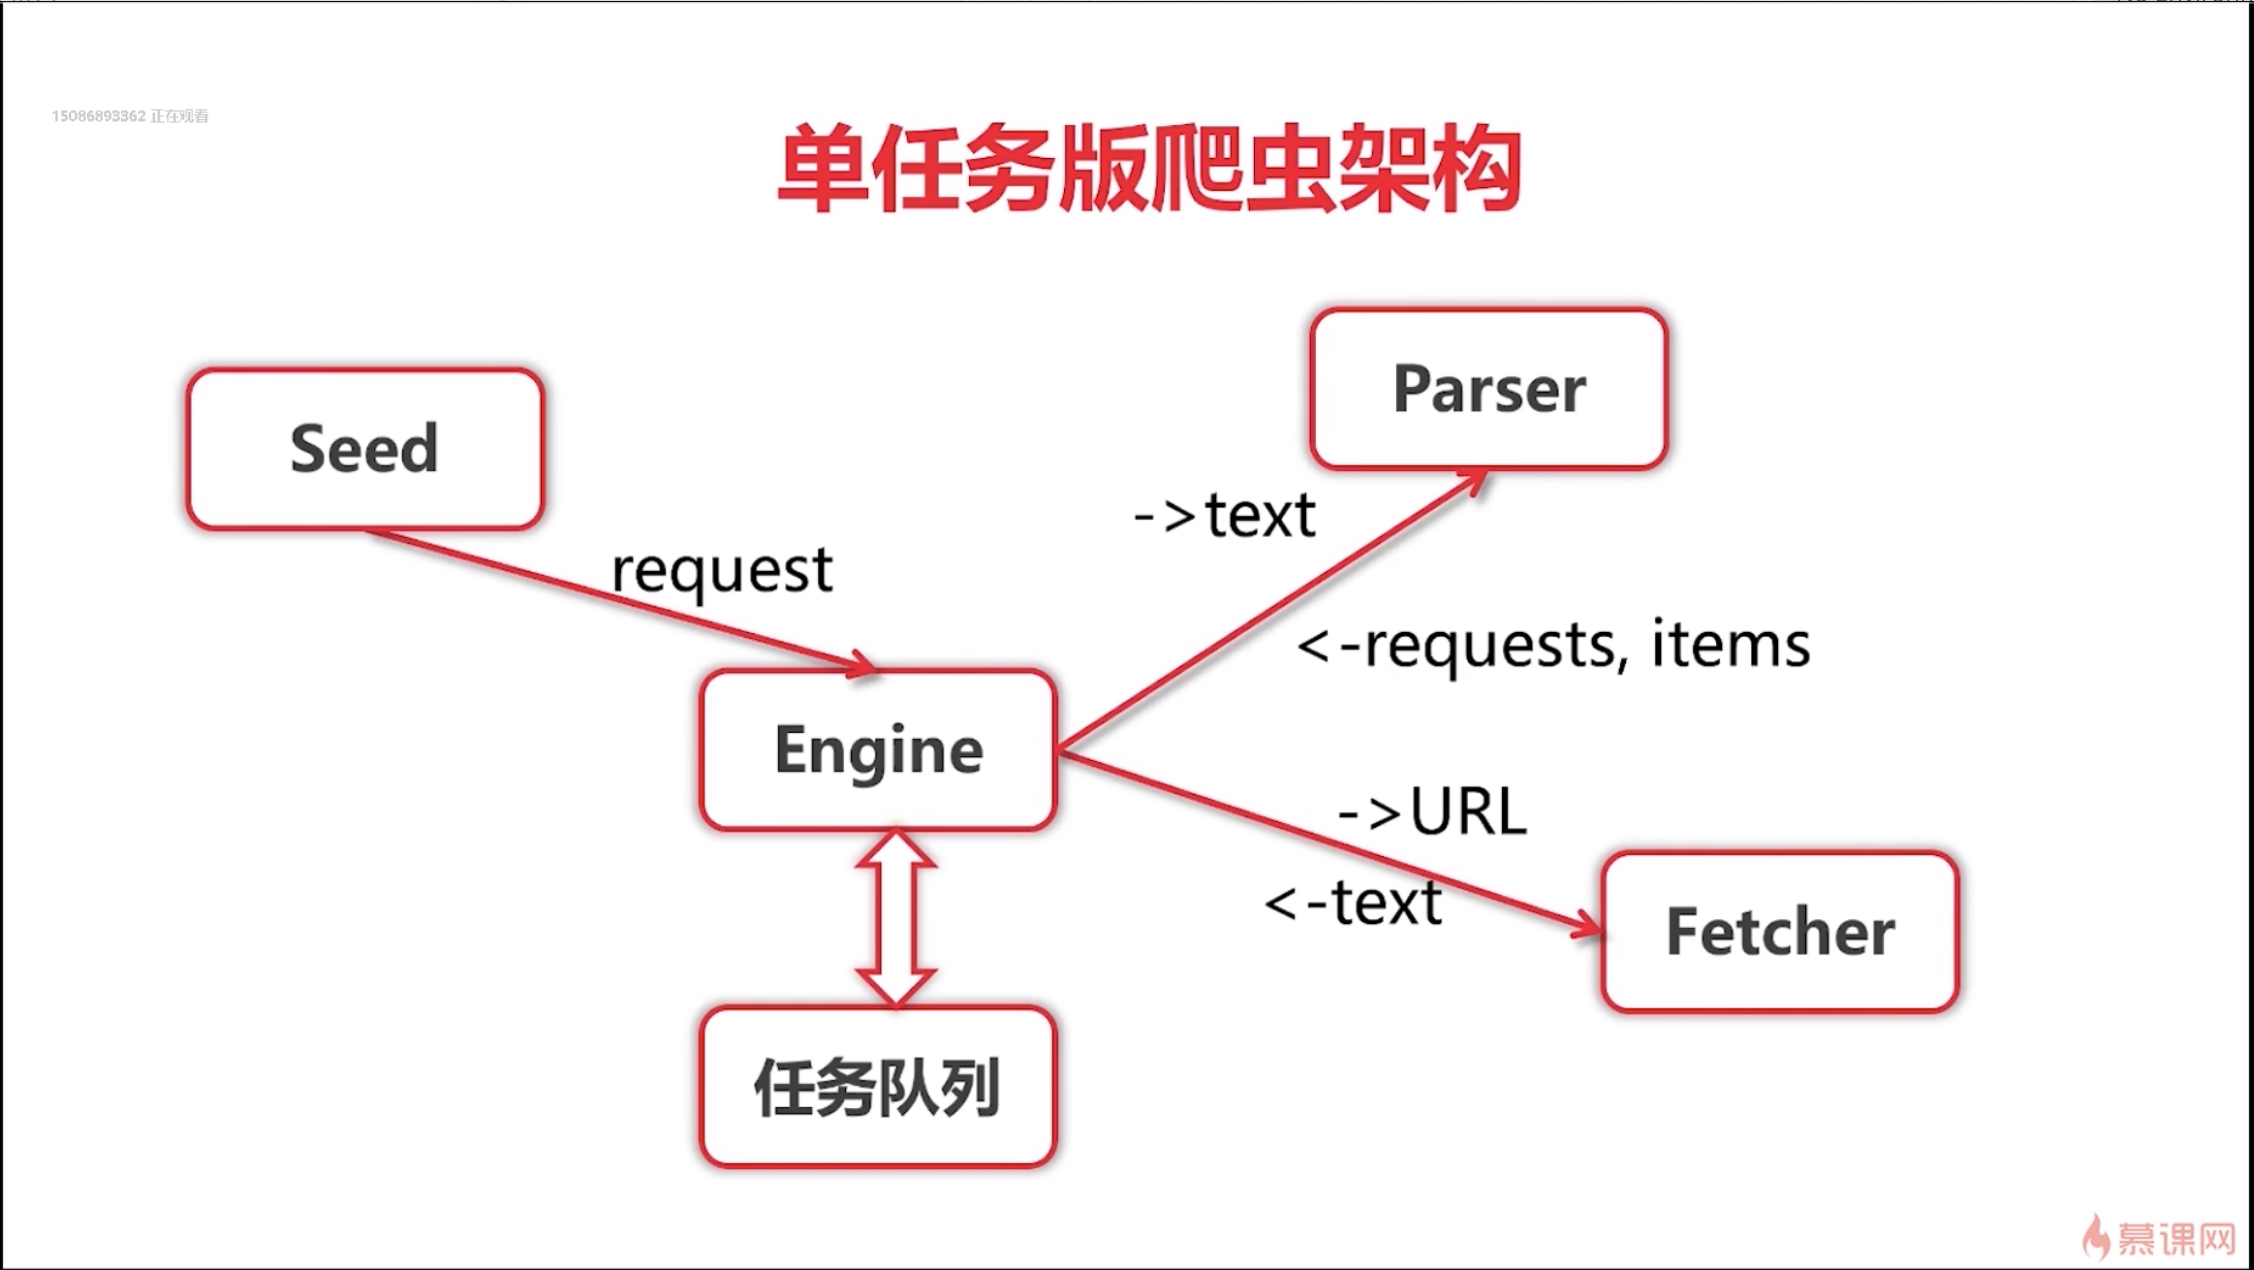 15086893362 正在观看
单任务版爬虫架构
Parser
Seed
->text
request
<-requests, items
Engine
->URL
<-text
Fetcher
任务队列
慕课网